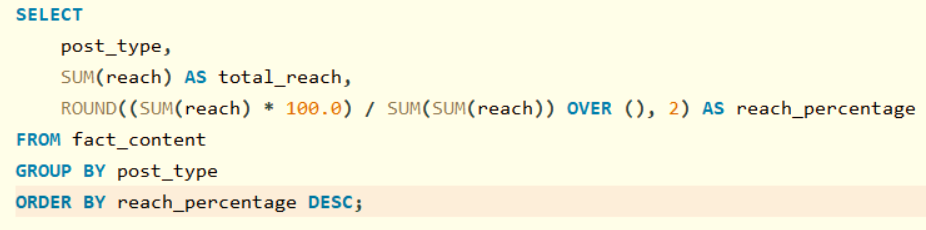 SELECT
    post_type,
    SUM(reach) AS total_reach,
    ROUND((SUM(reach) * 100.0) / SUM(SUM(reach)) OVER (), 2) AS reach_percentage
FROM fact_content
GROUP BY post_type
ORDER BY reach_percentage DESC;